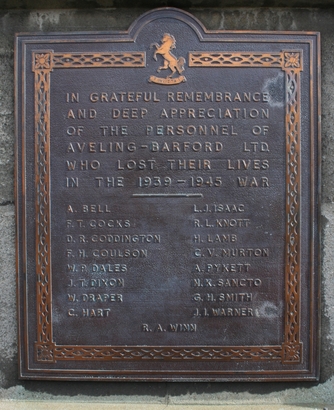 IN GRATEFUL REMEMBRANCE
AND DEEP APPRECIATION
OF THE PERSONNEL OF
AVELING-BARFORD LTD.
WHO LOST THEIR LIVES
IN THE 1939-1945 WAR
A. BELL
F. T. COCKS
D. R. CODDINGTON
F. H. COULSON
W. P. DALES
J. T. DIXON
W. DRAPER
C. HART
L. J. ISAAC
R. L. KNOTT
H. LAMB
C. V. MURTON
A. PYKETT
N. K. SANCTO
G. H. SMITH
J. I. WARNER
R. A. WINN